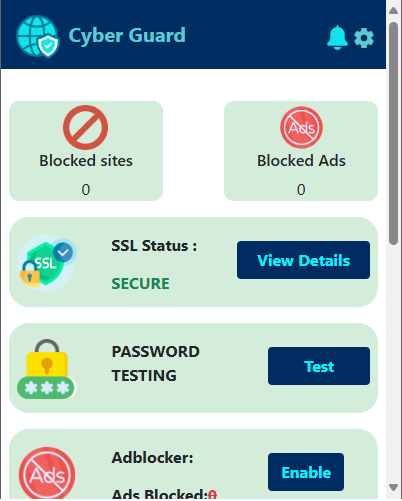 Cyber Guard
Blocked sites
0
Ads
Blocked Ads
0
SSL
SSL Status :
SECURE
View Details
***
PASSWORD
TESTING
Test
Ads
Adblocker:
Ads Blocked:0
Enable